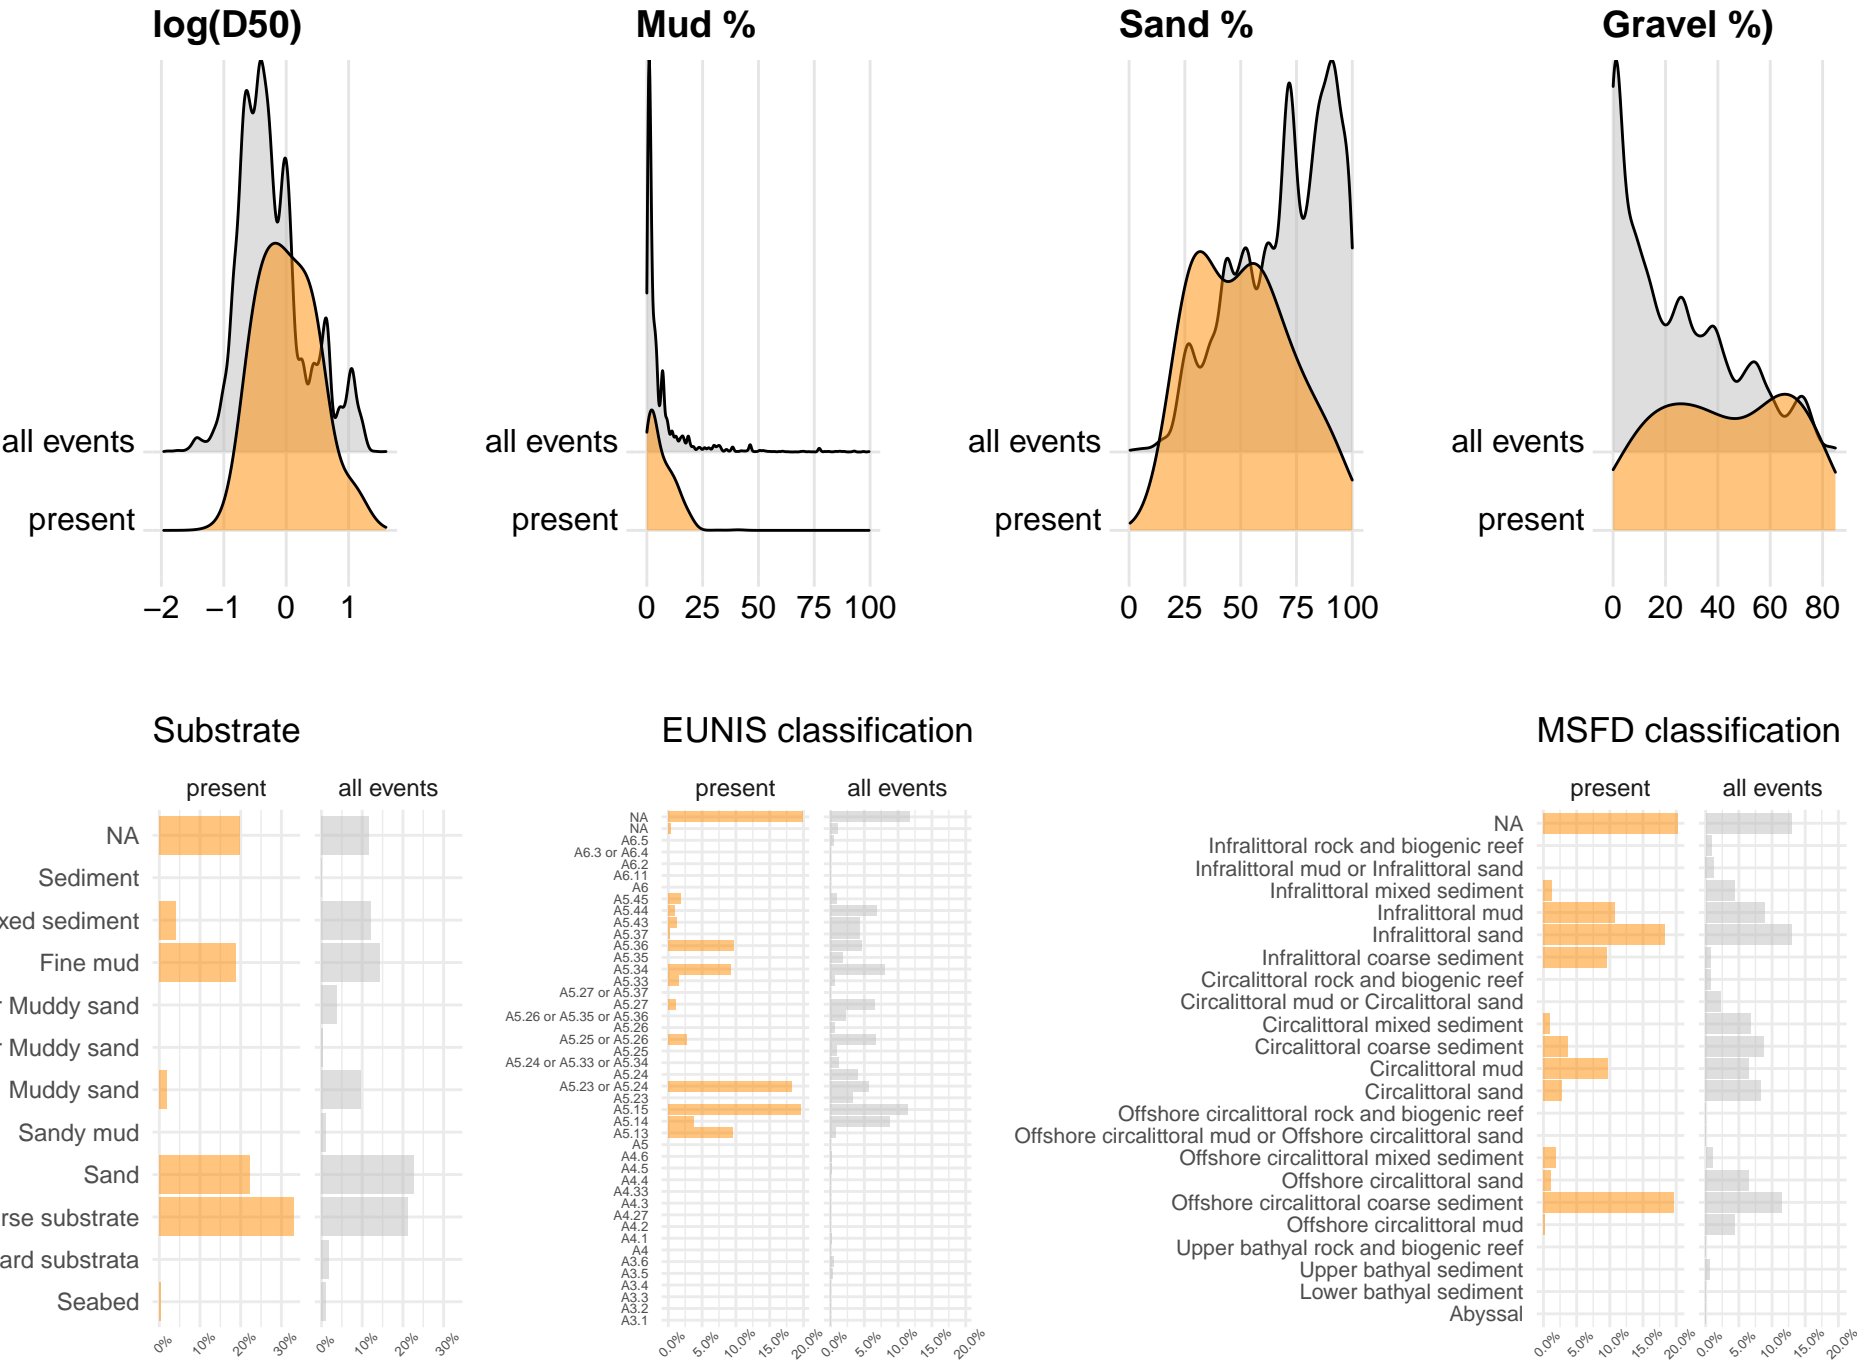 log(D50)
Mud %
Sand %
Gravel %)
all events
present
−2 −1 0 1
all events
present
0 25 50 75 100
all events
present
0 25 50 75 100
all events
present
0 20 40 60 80
Substrate
present all events
NA
Sediment
xed sediment
Fine mud
r Muddy sand
r Muddy sand
Muddy sand
Sandy mud
Sand
rse substrate
ard substrata
Seabed
0% 10% 20% 30% 0% 10% 20% 30%
EUNIS classification
present all events
NA
NA
A6.5
A6.3 or A6.4
A6.2
A6.11
A6
A5.45
A5.44
A5.43
A5.37
A5.36
A5.35
A5.34
A5.33
A5.27 or A5.37
A5.27
A5.26 or A5.35 or A5.36
A5.26
A5.25 or A5.26
A5.25
A5.24 or A5.33 or A5.34
A5.24
A5.23 or A5.24
A5.23
A5.15
A5.14
A5.13
A5
A4.6
A4.5
A4.4
A4.33
A4.3
A4.27
A4.2
A4.1
A4
A3.6
A3.5
A3.4
A3.3
A3.2
A3.1
0.0% 5.0% 10.0% 15.0% 20.0% 0.0% 5.0% 10.0% 15.0% 20.0%
MSFD classification
present all events
NA
Infralittoral rock and biogenic reef
Infralittoral mud or Infralittoral sand
Infralittoral mixed sediment
Infralittoral mud
Infralittoral sand
Infralittoral coarse sediment
Circalittoral rock and biogenic reef
Circalittoral mud or Circalittoral sand
Circalittoral mixed sediment
Circalittoral coarse sediment
Circalittoral mud
Circalittoral sand
Offshore circalittoral rock and biogenic reef
Offshore circalittoral mud or Offshore circalittoral sand
Offshore circalittoral mixed sediment
Offshore circalittoral sand
Offshore circalittoral coarse sediment
Offshore circalittoral mud
Upper bathyal rock and biogenic reef
Upper bathyal sediment
Lower bathyal sediment
Abyssal
0.0% 5.0% 10.0% 15.0% 20.0% 0.0% 5.0% 10.0% 15.0% 20.0%